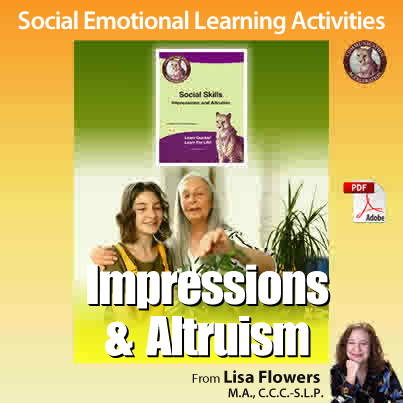 Social Emotional Learning Activities
Social Skills
Impressions and Altruism
Learn Quicker
Learn For Life!
PDF
Adobe
Impressions
& Altruism
From Lisa Flowers
M.A., C.C.C.-S.L.P.